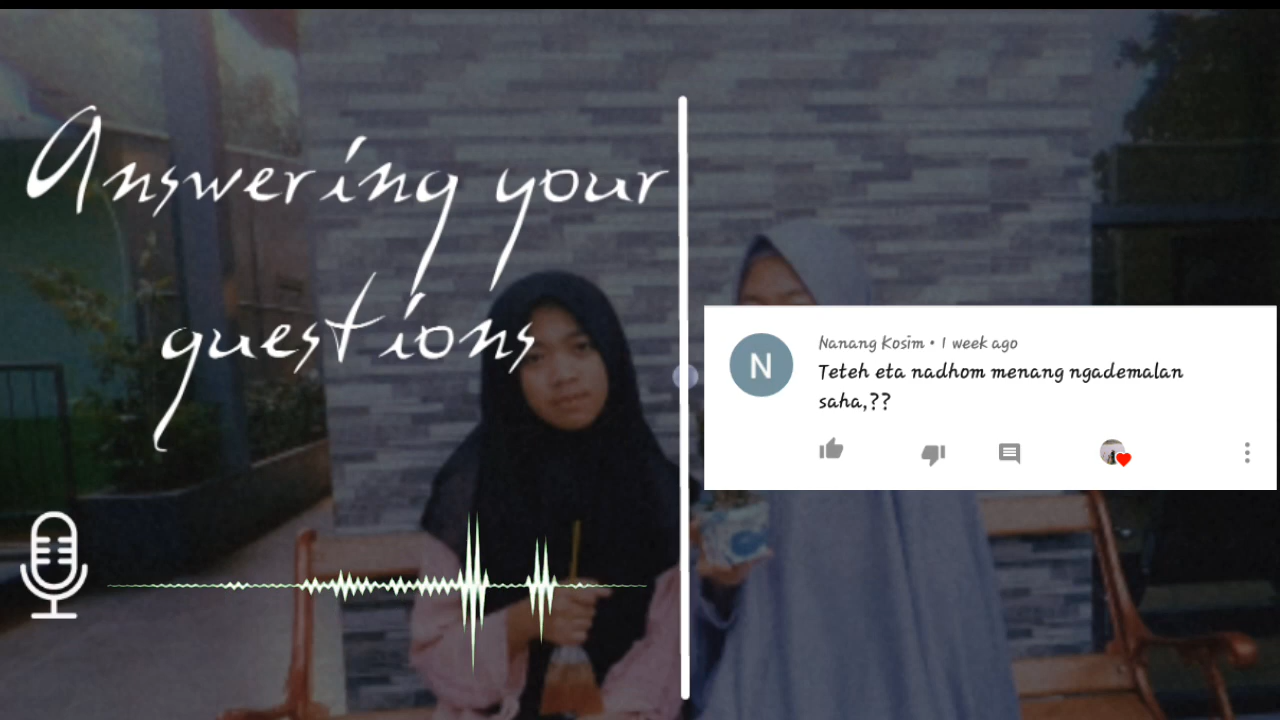 Answering your
questions
N
Nanang Kosim • 1 week ago
Teteh eta nadhom menang ngademalan
saha,??